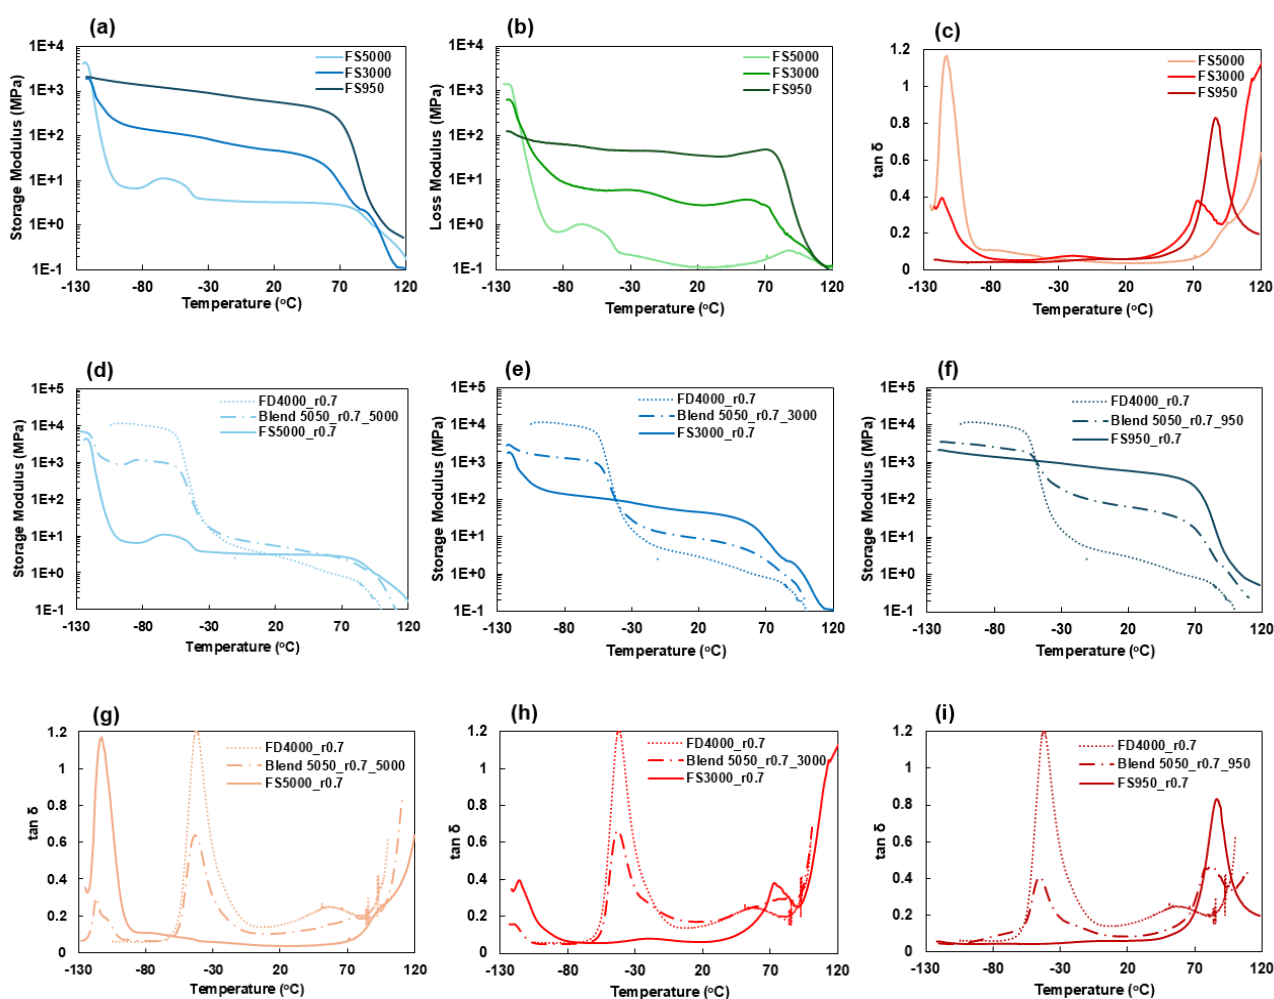 (a)
1E+4
1E+3
1E+2
1E+1
1E+0
1E-1
Storage Modulus (MPa)
FS5000
FS3000
FS950
-130
-80
-30
20
70
120
Temperature (°C)
(b)
1E+4
1E+3
1E+2
1E+1
1E+0
1E-1
Loss Modulus (MPa)
FS5000
FS3000
FS950
-130
-80
-30
20
70
120
Temperature (°C)
(c)
1.2
1
0.8
0.6
0.4
0.2
0
tan δ
FS5000
FS3000
FS950
-130
-80
-30
20
70
120
Temperature (°C)
(d)
1E+5
1E+4
1E+3
1E+2
1E+1
1E+0
1E-1
Storage Modulus (MPa)
FD4000_r0.7
Blend 5050_r0.7_5000
FS5000_r0.7
-130
-80
-30
20
70
120
Temperature (°C)
(e)
1E+5
1E+4
1E+3
1E+2
1E+1
1E+0
1E-1
Storage Modulus (MPa)
FD4000_r0.7
Blend 5050_r0.7_3000
FS3000_r0.7
-130
-80
-30
20
70
120
Temperature (°C)
(f)
1E+5
1E+4
1E+3
1E+2
1E+1
1E+0
1E-1
Storage Modulus (MPa)
FD4000_r0.7
Blend 5050_r0.7_950
FS950_r0.7
-130
-80
-30
20
70
120
Temperature (°C)
(g)
1.2
1
0.8
0.6
0.4
0.2
0
tan δ
FD4000_r0.7
Blend 5050_r0.7_5000
FS5000_r0.7
-130
-80
-30
20
70
120
Temperature (°C)
(h)
1.2
1
0.8
0.6
0.4
0.2
0
tan δ
FD4000_r0.7
Blend 5050_r0.7_3000
FS3000_r0.7
-130
-80
-30
20
70
120
Temperature (°C)
(i)
1.2
1
0.8
0.6
0.4
0.2
0
tan δ
FD4000_r0.7
Blend 5050_r0.7_950
FS950_r0.7
-130
-80
-30
20
70
120
Temperature (°C)